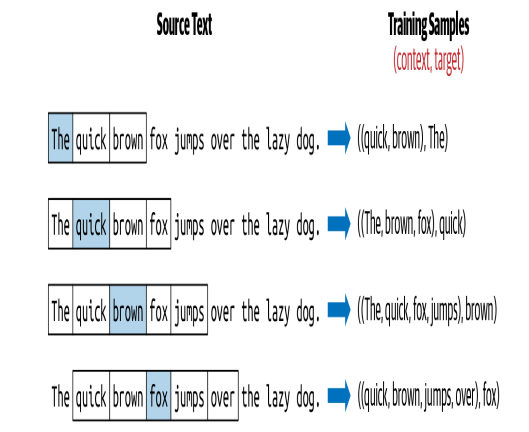 Source Text Training Samples
(context, target)
The quick brown fox jumps over the lazy dog. ((quick, brown), The)
The quick brown fox jumps over the lazy dog. ((The, brown, fox), quick)
The quick brown fox jumps over the lazy dog. ((The, quick, fox, jumps), brown)
The quick brown fox jumps over the lazy dog. ((quick, brown, jumps, over), fox)